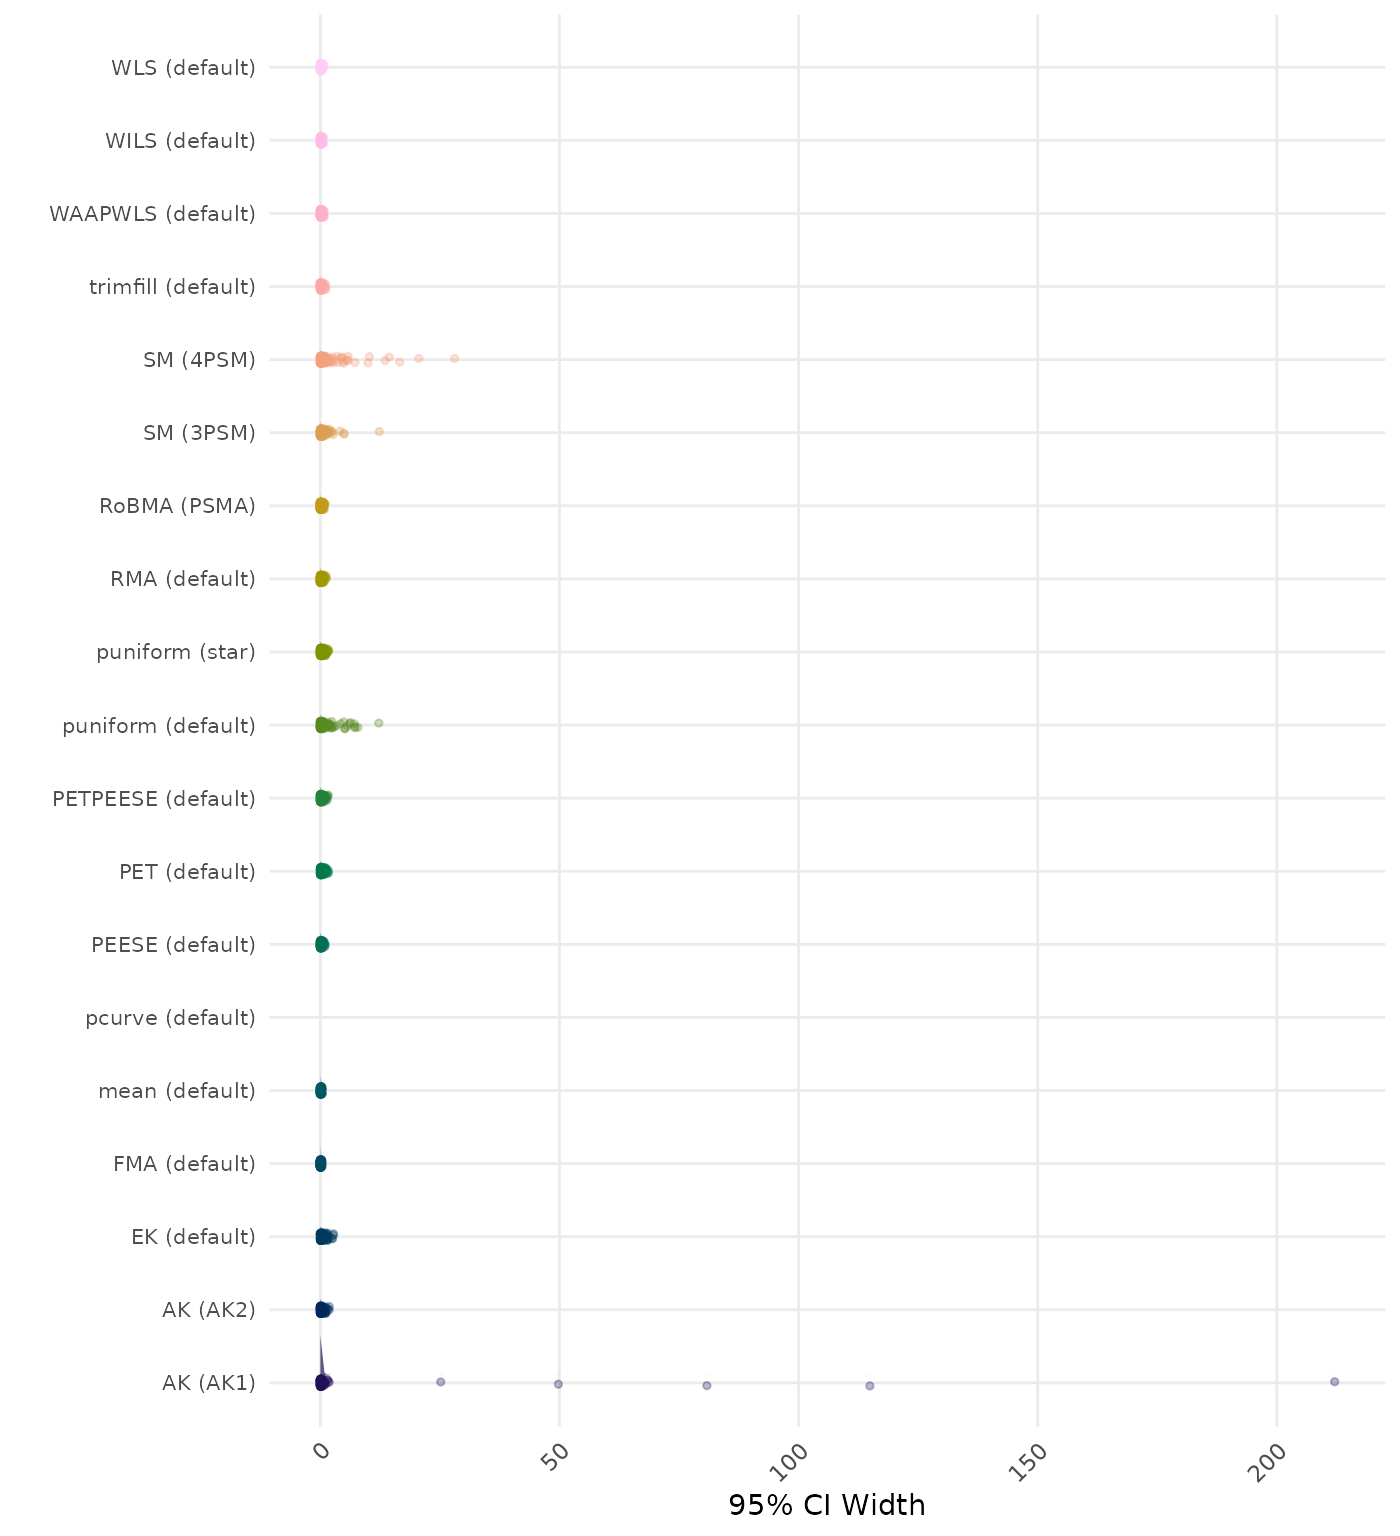 WLS (default)
WILS (default)
WAAPWLS (default)
trimfill (default)
SM (4PSM)
SM (3PSM)
RoBMA (PSMA)
RMA (default)
puniform (star)
puniform (default)
PETPEESE (default)
PET (default)
PEESE (default)
pcurve (default)
mean (default)
FMA (default)
EK (default)
AK (AK2)
AK (AK1)
0 50 100 150 200
95% CI Width